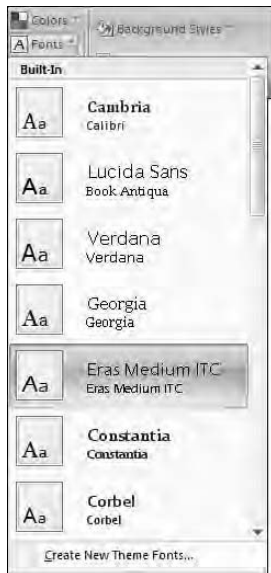 Colors
Background Styles
A Fonts
Built-In
Aa
Cambria
Calibri
Aa
Lucida Sans
Book Antiqua
Aa
Verdana
Verdana
Aa
Georgia
Georgia
Aa
Eras Medium ITC
Eras Medium ITC
Aa
Constantia
Constantia
Aa
Corbel
Corbel
Create New Theme Fonts...